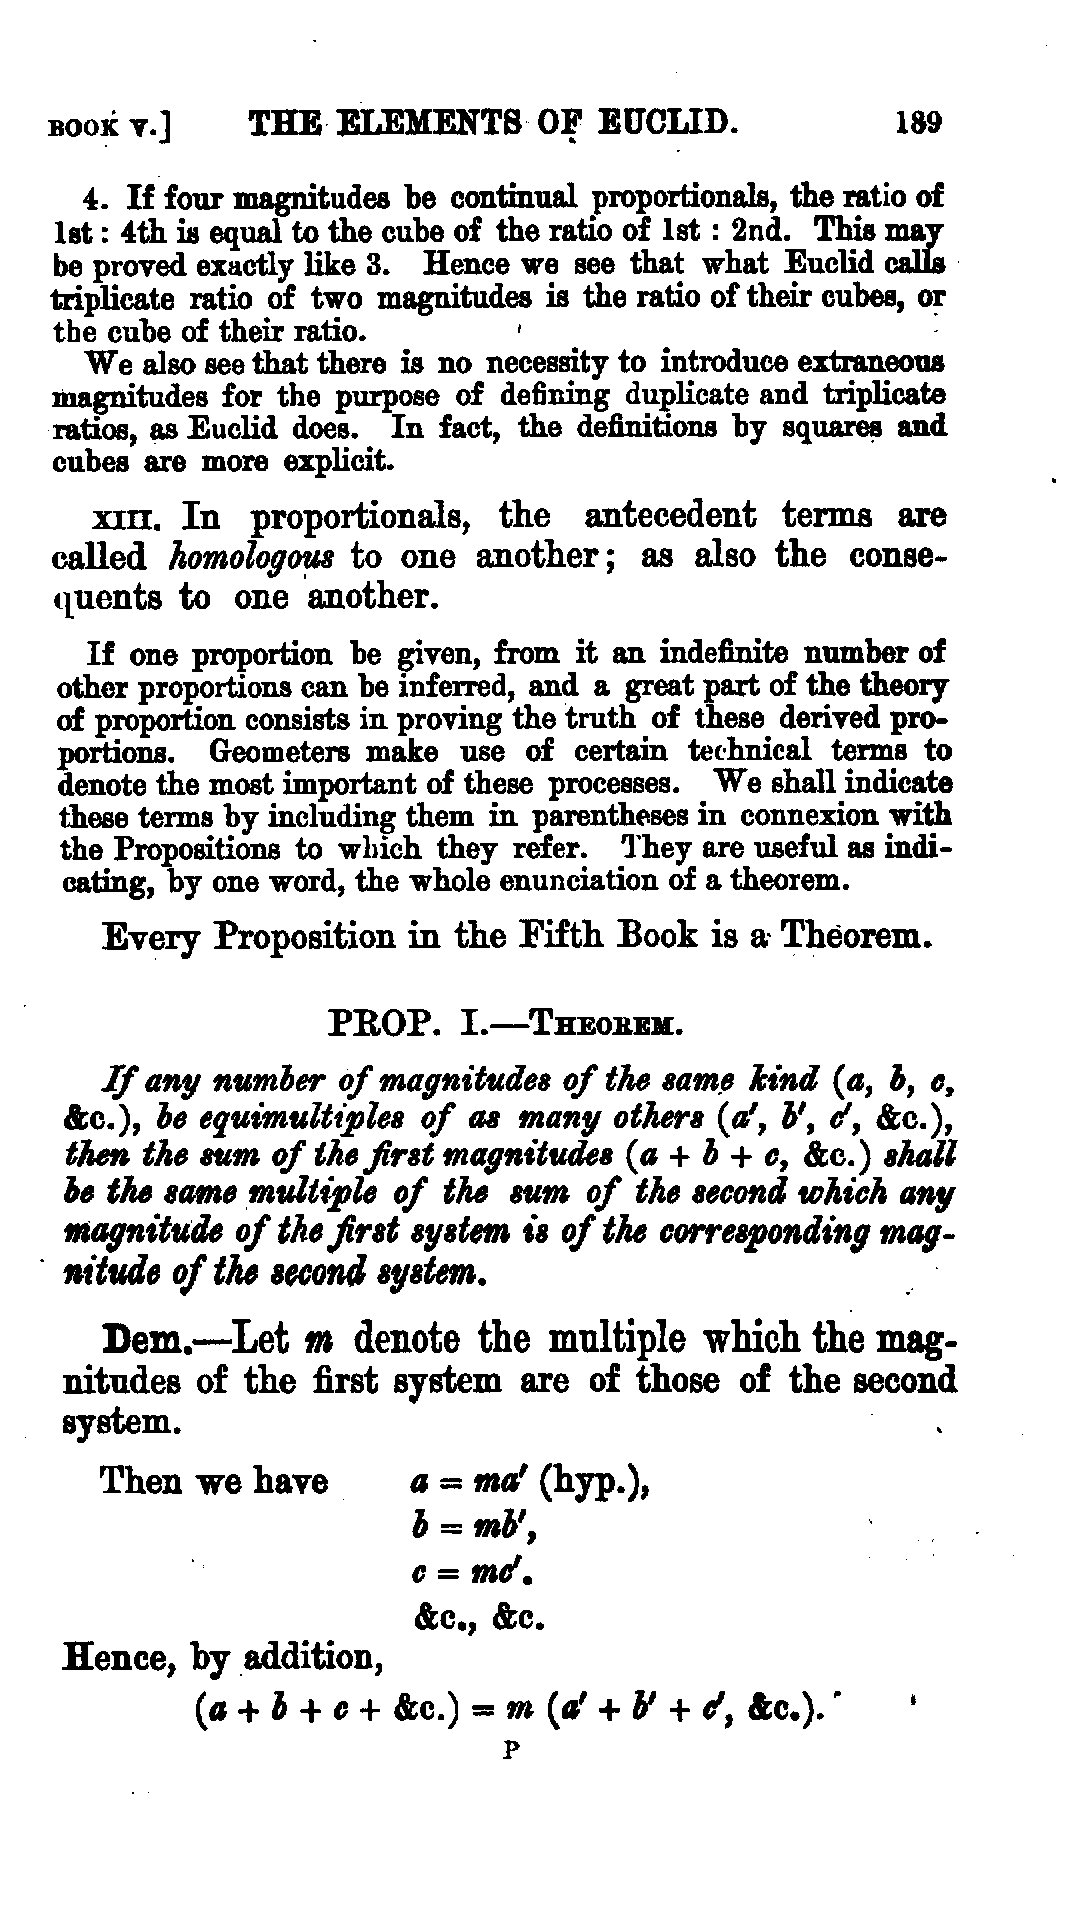 BOOK V.] THE ELEMENTS OF EUCLID. 189
4. If four magnitudes be continual proportionals, the ratio of
1st : 4th is equal to the cube of the ratio of 1st : 2nd. This may
be proved exactly like 3. Hence we see that what Euclid calls
triplicate ratio of two magnitudes is the ratio of their cubes, or
the cube of their ratio.
We also see that there is no necessity to introduce extraneous
magnitudes for the purpose of defining duplicate and triplicate
ratios, as Euclid does. In fact, the definitions by squares and
cubes are more explicit.
XIII. In proportionals, the antecedent terms are
called homologous to one another; as also the conse-
quents to one another.
If one proportion be given, from it an indefinite number of
other proportions can be inferred, and a great part of the theory
of proportion consists in proving the truth of these derived pro-
portions. Geometers make use of certain technical terms to
denote the most important of these processes. We shall indicate
these terms by including them in parentheses in connexion with
the Propositions to which they refer. They are useful as indi-
cating, by one word, the whole enunciation of a theorem.
Every Proposition in the Fifth Book is a Theorem.
PROP. I.—THEOREM.
If any number of magnitudes of the same kind (a, b, c,
&c.), be equimultiples of as many others (a′, b′, c′, &c.),
then the sum of the first magnitudes (a + b + c, &c.) shall
be the same multiple of the sum of the second which any
magnitude of the first system is of the corresponding mag-
nitude of the second system.
Dem.—Let m denote the multiple which the mag-
nitudes of the first system are of those of the second
system.
Then we have a = ma′ (hyp.),
b = mb′,
c = mc′.
&c., &c.
Hence, by addition,
(a + b + c + &c.) = m (a′ + b′ + c′, &c.).
P